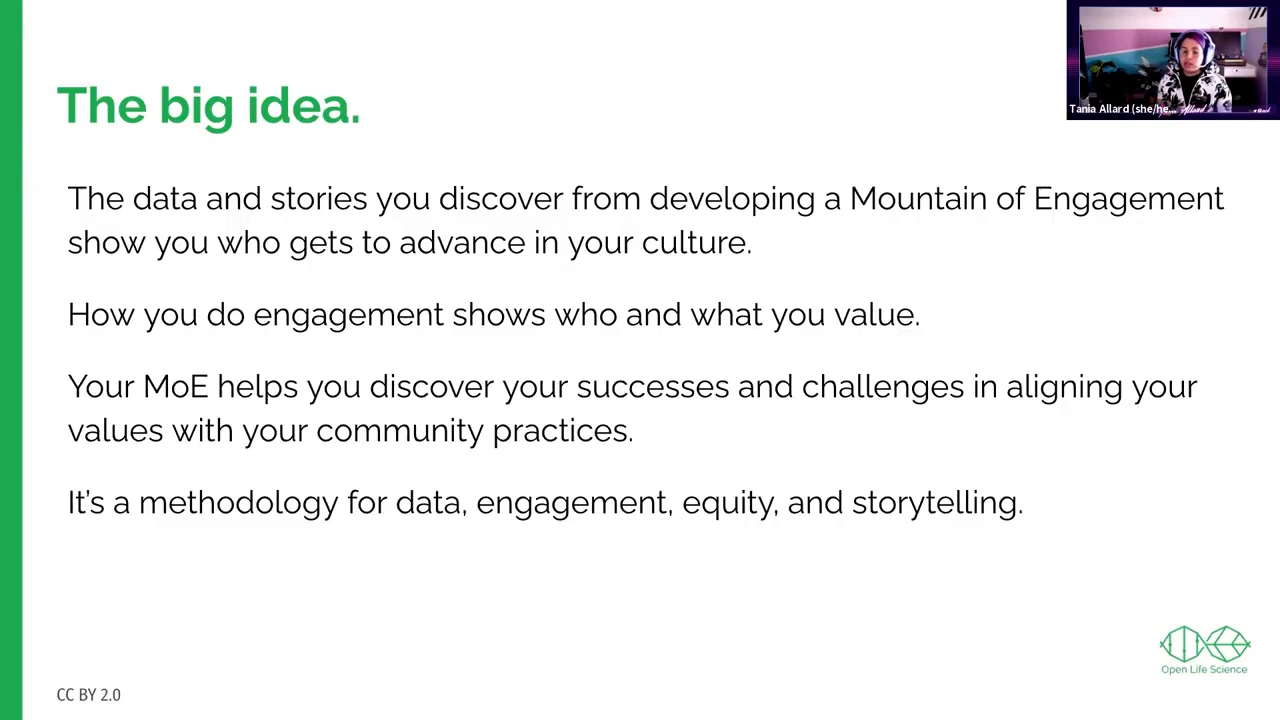 The big idea.
Tania Allard (she/he...
The data and stories you discover from developing a Mountain of Engagement
show you who gets to advance in your culture.
How you do engagement shows who and what you value.
Your MoE helps you discover your successes and challenges in aligning your
values with your community practices.
It's a methodology for data, engagement, equity, and storytelling.
Open Life Science
CC BY 2.0